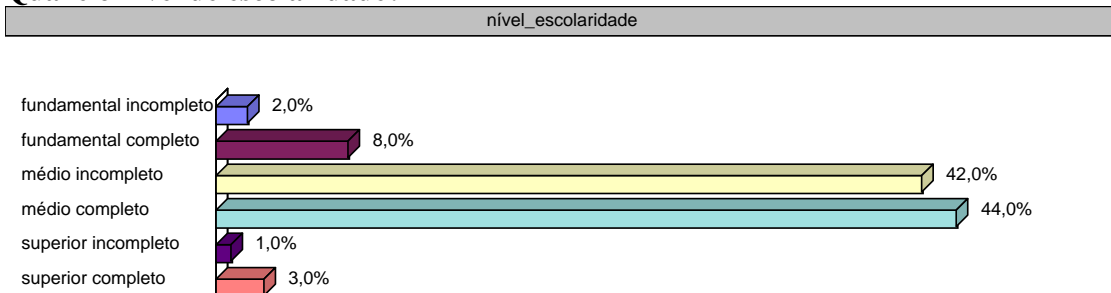 nível_escolaridade
fundamental incompleto 2,0%
fundamental completo 8,0%
médio incompleto 42,0%
médio completo 44,0%
superior incompleto 1,0%
superior completo 3,0%